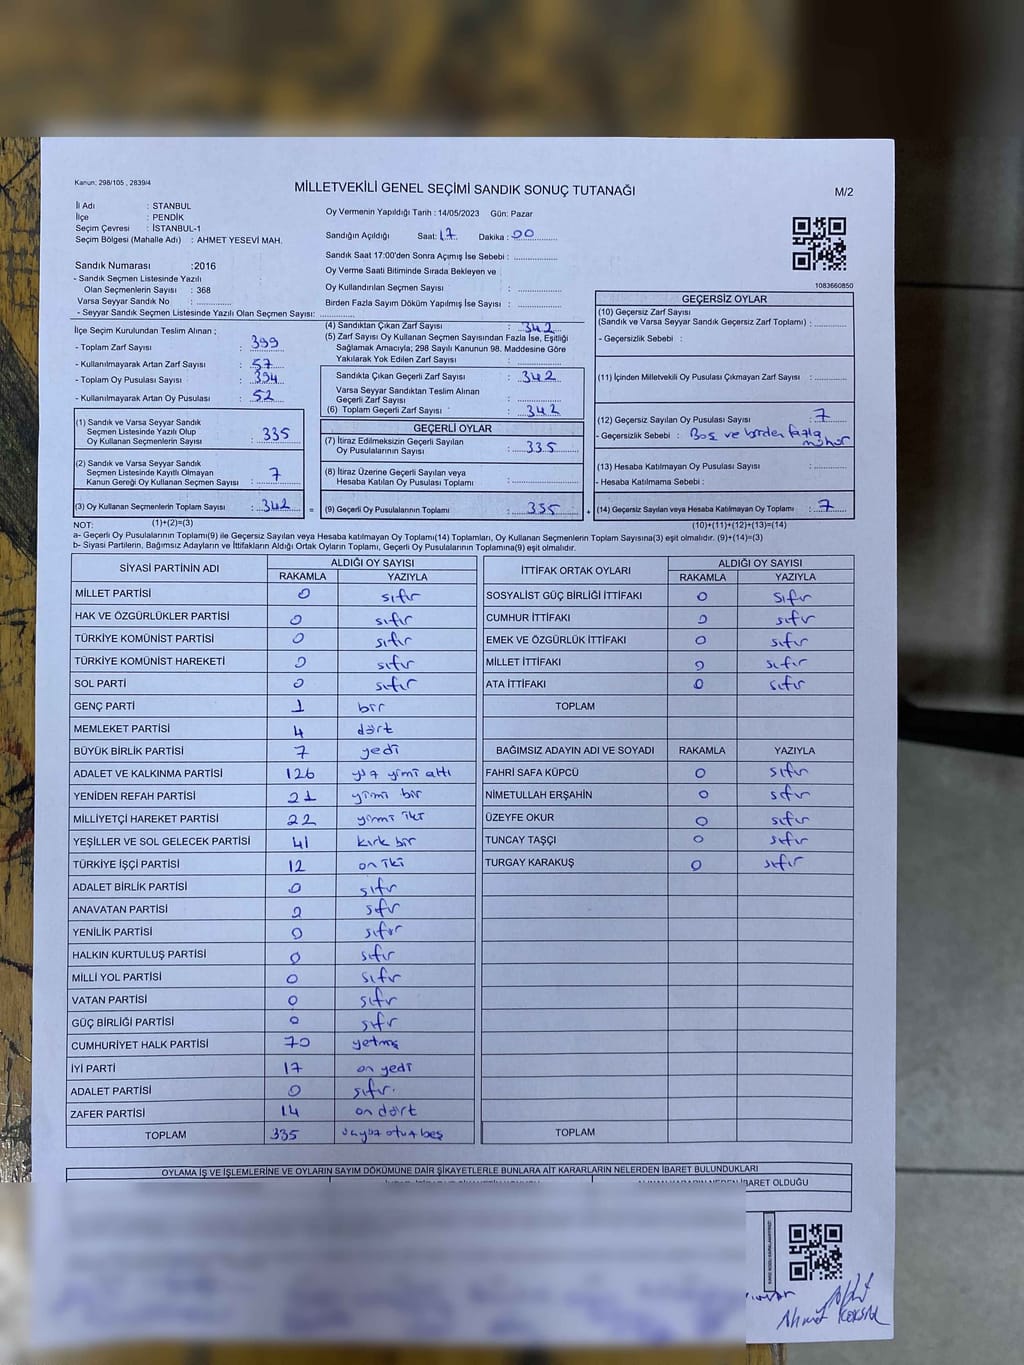 Kanun: 298/105 , 2839/4
MİLLETVEKİLİ GENEL SEÇİMİ SANDIK SONUÇ TUTANAĞI
M/2
İl Adı : İSTANBUL
İlçe : PENDİK
Seçim Çevresi : İSTANBUL-1
Seçim Bölgesi (Mahalle Adı) : AHMET YESEVİ MAH.
Oy Vermenin Yapıldığı Tarih : 14/05/2023 Gün: Pazar
Sandığın Açıldığı Saat: 17 Dakika : 00
Sandık Saat 17:00'den Sonra Açımış İse Sebebi :
Oy Verme Saati Bitiminde Sırada Bekleyen ve
Oy Kullandırılan Seçmen Sayısı :
Birden Fazla Sayım Döküm Yapılmış İse Sayısı :
Sandık Numarası :2016
- Sandık Seçmen Listesinde Yazılı
Olan Seçmenlerin Sayısı : 368
Varsa Seyyar Sandık No :
- Seyyar Sandık Seçmen Listesinde Yazılı Olan Seçmen Sayısı:
1083660850
İlçe Seçim Kurulundan Teslim Alınan ;
- Toplam Zarf Sayısı : 399
- Kullanılmayarak Artan Zarf Sayısı : 57
- Toplam Oy Pusulası Sayısı : 394
- Kullanılmayarak Artan Oy Pusulası : 52
(1) Sandık ve Varsa Seyyar Sandık
Seçmen Listesinde Yazılı Olup
Oy Kullanan Seçmenlerin Sayısı : 335
(2) Sandık ve Varsa Seyyar Sandık
Seçmen Listesinde Kayıtlı Olmayan
Kanun Gereği Oy Kullanan Seçmen Sayısı : 7
(3) Oy Kullanan Seçmenlerin Toplam Sayısı : 342 =
(4) Sandıktan Çıkan Zarf Sayısı : 342
(5) Zarf Sayısı Oy Kullanan Seçmen Sayısından Fazla İse, Eşitliği
Sağlamak Amacıyla; 298 Sayılı Kanunun 98. Maddesine Göre
Yakılarak Yok Edilen Zarf Sayısı :
Sandıkta Çıkan Geçerli Zarf Sayısı : 342
Varsa Seyyar Sandıktan Teslim Alınan
Geçerli Zarf Sayısı :
(6) Toplam Geçerli Zarf Sayısı : 342
GEÇERLİ OYLAR
(7) İtiraz Edilmeksizin Geçerli Sayılan
Oy Pusulalarının Sayısı : 335
(8) İtiraz Üzerine Geçerli Sayılan veya
Hesaba Katılan Oy Pusulası Toplamı :
(9) Geçerli Oy Pusulalarının Toplamı : 335 +
GEÇERSİZ OYLAR
(10) Geçersiz Zarf Sayısı
(Sandık ve Varsa Seyyar Sandık Geçersiz Zarf Toplamı) :
- Geçersizlik Sebebi :
(11) İçinden Milletvekili Oy Pusulası Çıkmayan Zarf Sayısı :
(12) Geçersiz Sayılan Oy Pusulası Sayısı : 7
- Geçersizlik Sebebi : Boş ve birden fazla
mühür
(13) Hesaba Katılmayan Oy Pusulası Sayısı :
- Hesaba Katılmama Sebebi :
(14) Geçersiz Sayılan veya Hesaba Katılmayan Oy Toplamı : 7
NOT: (1)+(2)=(3)
(10)+(11)+(12)+(13)=(14)
a- Geçerli Oy Pusulalarının Toplamı(9) ile Geçersiz Sayılan veya Hesaba katılmayan Oy Toplamı(14) Toplamları, Oy Kullanan Seçmenlerin Toplam Sayısına(3) eşit olmalıdır. (9)+(14)=(3)
b- Siyasi Partilerin, Bağımsız Adayların ve İttifakların Aldığı Ortak Oyların Toplamı, Geçerli Oy Pusulalarının Toplamına(9) eşit olmalıdır.
SİYASİ PARTİNİN ADI ALDIĞI OY SAYISI
RAKAMLA YAZIYLA
MİLLET PARTİSİ 0 sıfır
HAK VE ÖZGÜRLÜKLER PARTİSİ 0 sıfır
TÜRKİYE KOMÜNİST PARTİSİ 0 sıfır
TÜRKİYE KOMÜNİST HAREKETİ 0 sıfır
SOL PARTİ 0 sıfır
GENÇ PARTİ 1 bir
MEMLEKET PARTİSİ 4 dört
BÜYÜK BİRLİK PARTİSİ 7 yedi
ADALET VE KALKINMA PARTİSİ 126 yüz yimi altı
YENİDEN REFAH PARTİSİ 21 yimi bir
MİLLİYETÇİ HAREKET PARTİSİ 22 yirmi iki
YEŞİLLER VE SOL GELECEK PARTİSİ 41 kırk bir
TÜRKİYE İŞÇİ PARTİSİ 12 on iki
ADALET BİRLİK PARTİSİ 0 sıfır
ANAVATAN PARTİSİ 0 sıfır
YENİLİK PARTİSİ 0 sıfır
HALKIN KURTULUŞ PARTİSİ 0 sıfır
MİLLİ YOL PARTİSİ 0 sıfır
VATAN PARTİSİ 0 sıfır
GÜÇ BİRLİĞİ PARTİSİ 0 sıfır
CUMHURİYET HALK PARTİSİ 70 yetmiş
İYİ PARTİ 17 on yedi
ADALET PARTİSİ 0 sıfır.
ZAFER PARTİSİ 14 on dört
TOPLAM 335 üçyüz otuz beş
İTTİFAK ORTAK OYLARI ALDIĞI OY SAYISI
RAKAMLA YAZIYLA
SOSYALİST GÜÇ BİRLİĞİ İTTİFAKI 0 sıfır
CUMHUR İTTİFAKI 0 sıfır
EMEK VE ÖZGÜRLÜK İTTİFAKI 0 sıfır
MİLLET İTTİFAKI 0 sıfır
ATA İTTİFAKI 0 sıfır
TOPLAM
BAĞIMSIZ ADAYIN ADI VE SOYADI RAKAMLA YAZIYLA
FAHRİ SAFA KÜPCÜ 0 sıfır
NİMETULLAH ERŞAHİN 0 sıfır
ÜZEYFE OKUR 0 sıfır
TUNCAY TAŞÇI 0 sıfır
TURGAY KARAKUŞ 0 sıfır
TOPLAM
OYLAMA İŞ VE İŞLEMLERİNE VE OYLARIN SAYIM DÖKÜMÜNE DAİR ŞİKAYETLERLE BUNLARA AİT KARARLARIN NELERDEN İBARET BULUNDUKLARI
İBARET OLDUĞU
Ahmet KÖKSAL